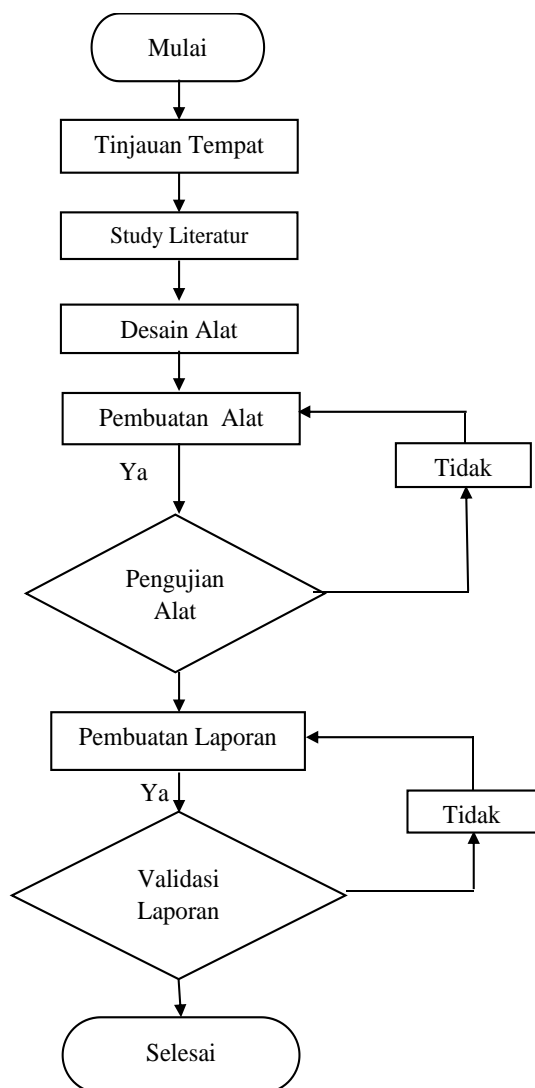 Mulai
Tinjauan Tempat
Study Literatur
Desain Alat
Pembuatan Alat
Ya
Tidak
Pengujian
Alat
Pembuatan Laporan
Ya
Tidak
Validasi
Laporan
Selesai